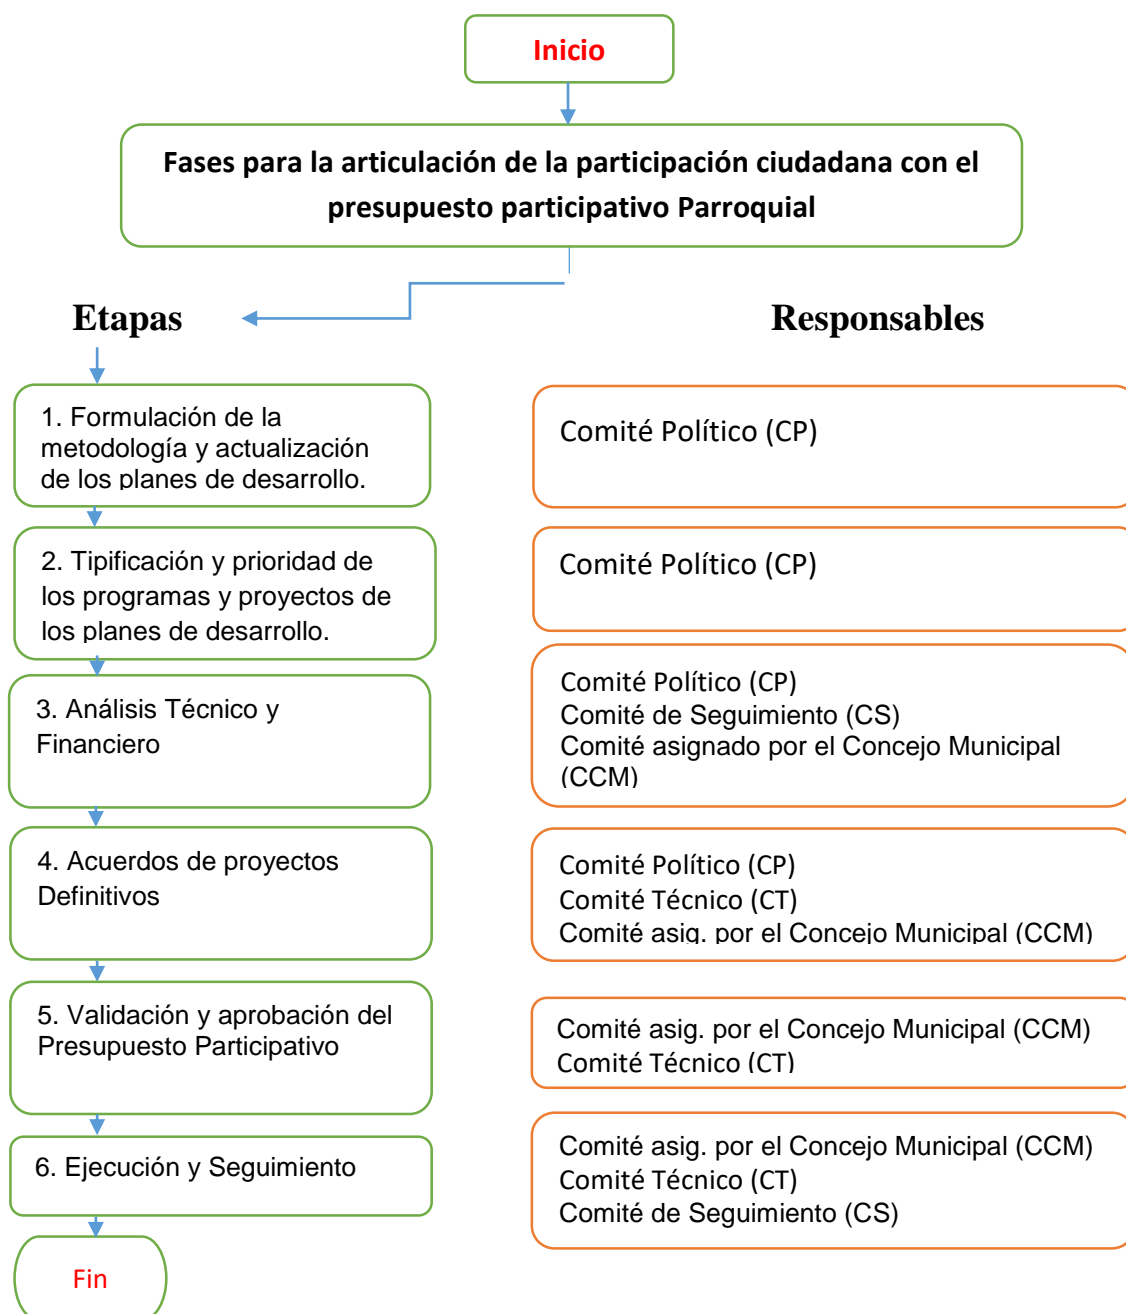 Inicio
Fases para la articulación de la participación ciudadana con el
presupuesto participativo Parroquial
Etapas
Responsables
1. Formulación de la
metodología y actualización
de los planes de desarrollo.
Comité Político (CP)
2. Tipificación y prioridad de
los programas y proyectos de
los planes de desarrollo.
Comité Político (CP)
3. Análisis Técnico y
Financiero
Comité Político (CP)
Comité de Seguimiento (CS)
Comité asignado por el Concejo Municipal
(CCM)
4. Acuerdos de proyectos
Definitivos
Comité Político (CP)
Comité Técnico (CT)
Comité asig. por el Concejo Municipal (CCM)
5. Validación y aprobación del
Presupuesto Participativo
Comité asig. por el Concejo Municipal (CCM)
Comité Técnico (CT)
6. Ejecución y Seguimiento
Comité asig. por el Concejo Municipal (CCM)
Comité Técnico (CT)
Comité de Seguimiento (CS)
Fin